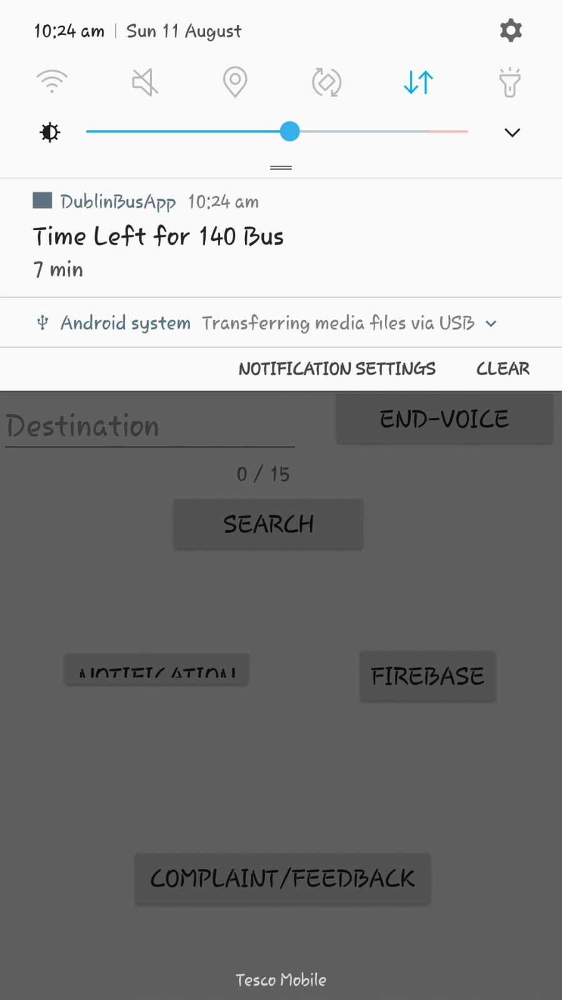 10:24 am | Sun 11 August
DublinBusApp 10:24 am
Time Left for 140 Bus
7 min
Android system Transferring media files via USB
NOTIFICATION SETTINGS CLEAR
Destination
END-VOICE
0 / 15
SEARCH
NOTIFICATION
FIREBASE
COMPLAINT/FEEDBACK
Tesco Mobile